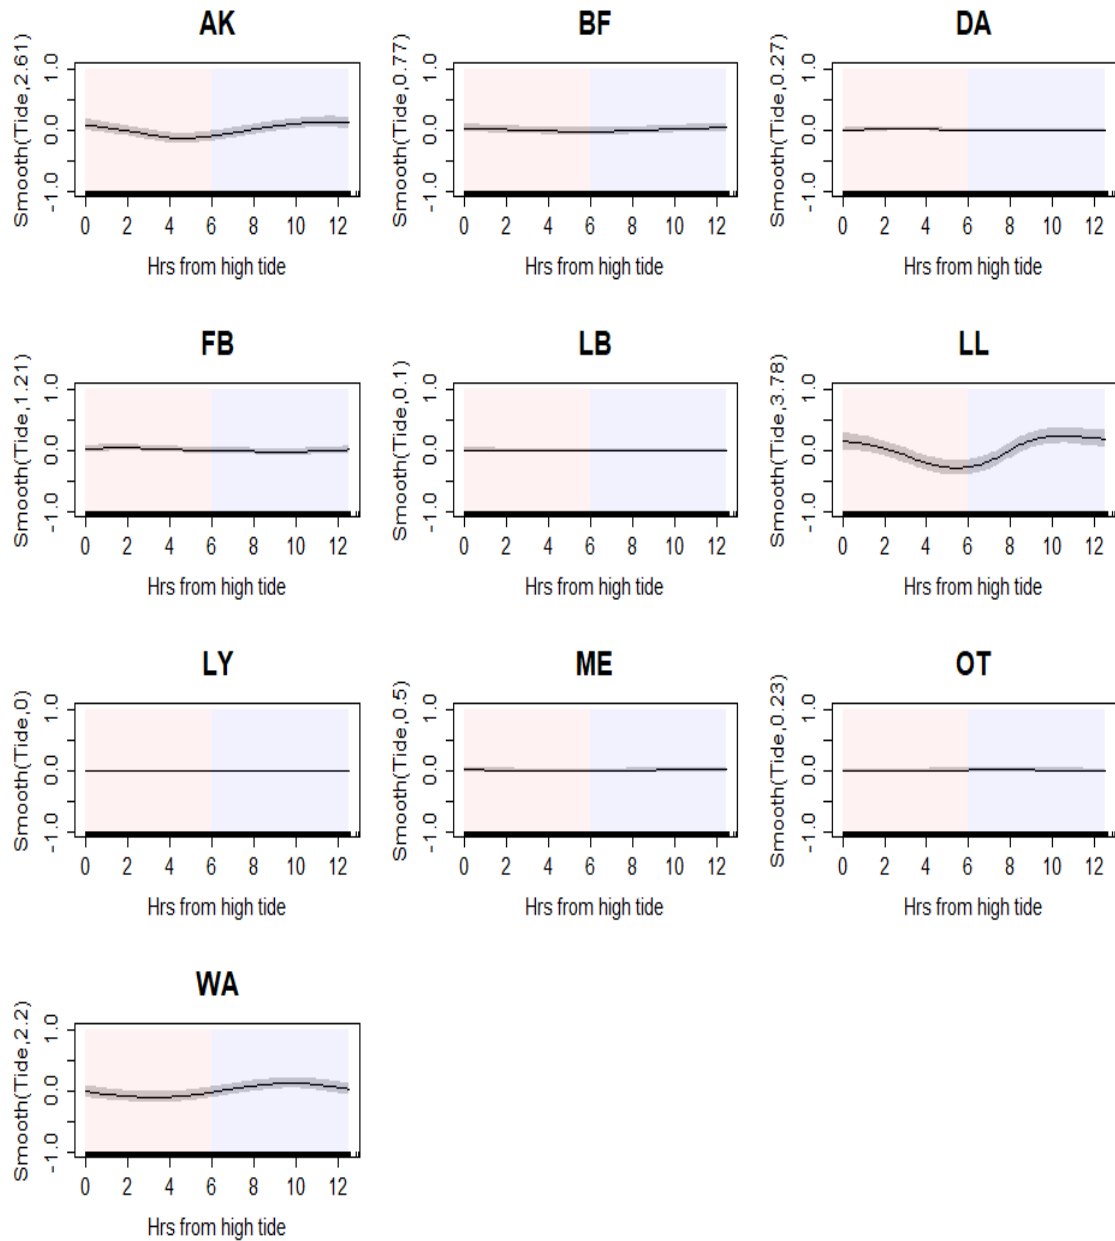 AK
BF
DA
Smooth(Tide,2.61)
1.0
0.0
-1.0
Smooth(Tide,0.77)
1.0
0.0
-1.0
Smooth(Tide,0.27)
1.0
0.0
-1.0
0 2 4 6 8 10 12
0 2 4 6 8 10 12
0 2 4 6 8 10 12
Hrs from high tide
Hrs from high tide
Hrs from high tide
FB
LB
LL
Smooth(Tide,1.21)
1.0
0.0
-1.0
Smooth(Tide,0.1)
1.0
0.0
-1.0
Smooth(Tide,3.78)
1.0
0.0
-1.0
0 2 4 6 8 10 12
0 2 4 6 8 10 12
0 2 4 6 8 10 12
Hrs from high tide
Hrs from high tide
Hrs from high tide
LY
ME
OT
Smooth(Tide,0)
1.0
0.0
-1.0
Smooth(Tide,0.5)
1.0
0.0
-1.0
Smooth(Tide,0.23)
1.0
0.0
-1.0
0 2 4 6 8 10 12
0 2 4 6 8 10 12
0 2 4 6 8 10 12
Hrs from high tide
Hrs from high tide
Hrs from high tide
WA
Smooth(Tide,2.2)
1.0
0.0
-1.0
0 2 4 6 8 10 12
Hrs from high tide